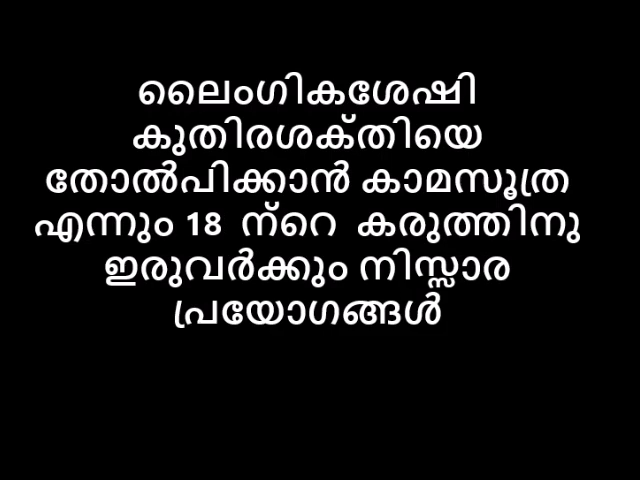 ലൈംഗികശേഷി
കുതിരശക്തിയെ
തോൽപിക്കാൻ കാമസൂത്ര
എന്നും 18 ന്റെ കരുത്തിനു
ഇരുവർക്കും നിസ്സാര
പ്രയോഗങ്ങൾ